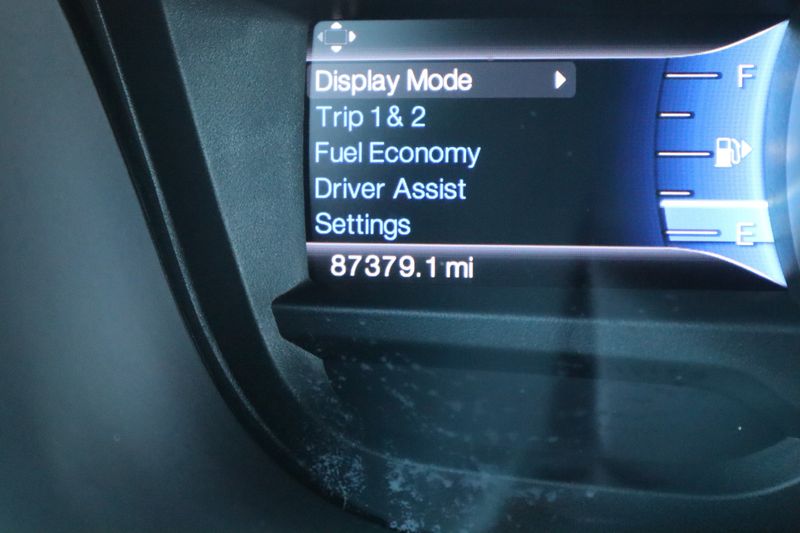 Display Mode
Trip 1 & 2
Fuel Economy
Driver Assist
Settings
87379.1 mi
F
E